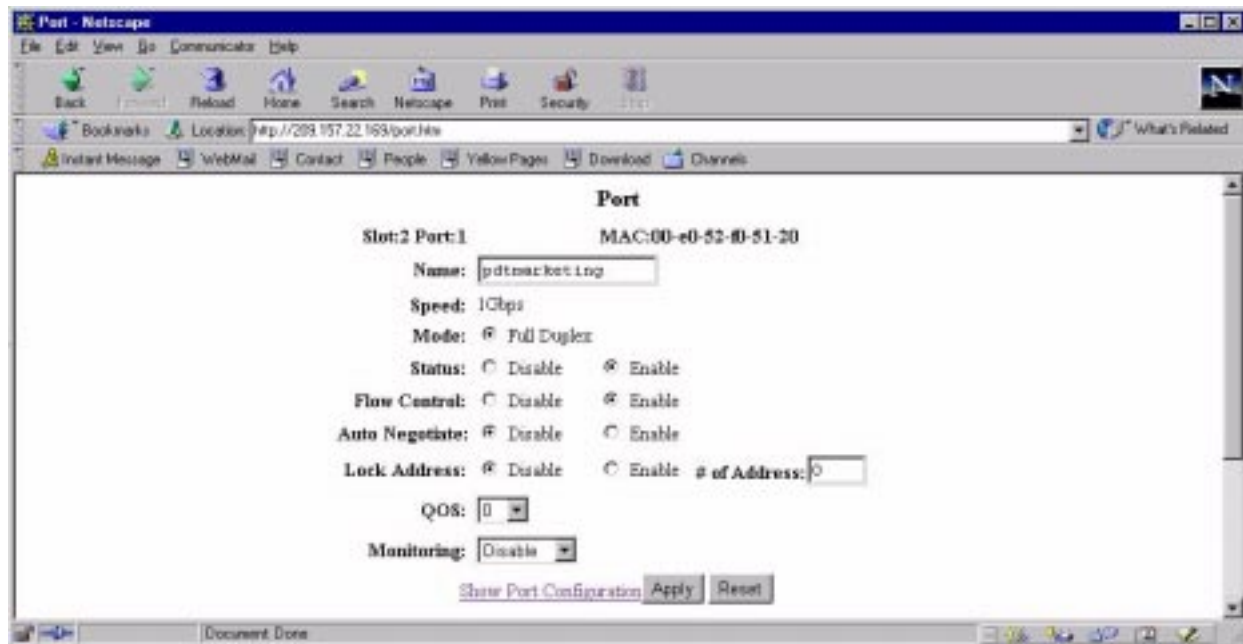 Port - Netscape
File Edit View Go Communicator Help
Back Forward Reload Home Search Netscape Print Security Stop
Bookmarks Location: http://209.157.22.169/port.htm What's Related
Instant Message WebMail Contact People Yellow Pages Download Channels
Port
Slot:2 Port:1 MAC:00-e0-52-f0-51-20
Name: pdtmarketing
Speed: 1Gbps
Mode: Full Duplex
Status: Disable Enable
Flow Control: Disable Enable
Auto Negotiate: Disable Enable
Lock Address: Disable Enable # of Address: 0
QOS: 0
Monitoring: Disable
Show Port Configuration Apply Reset
Document Done